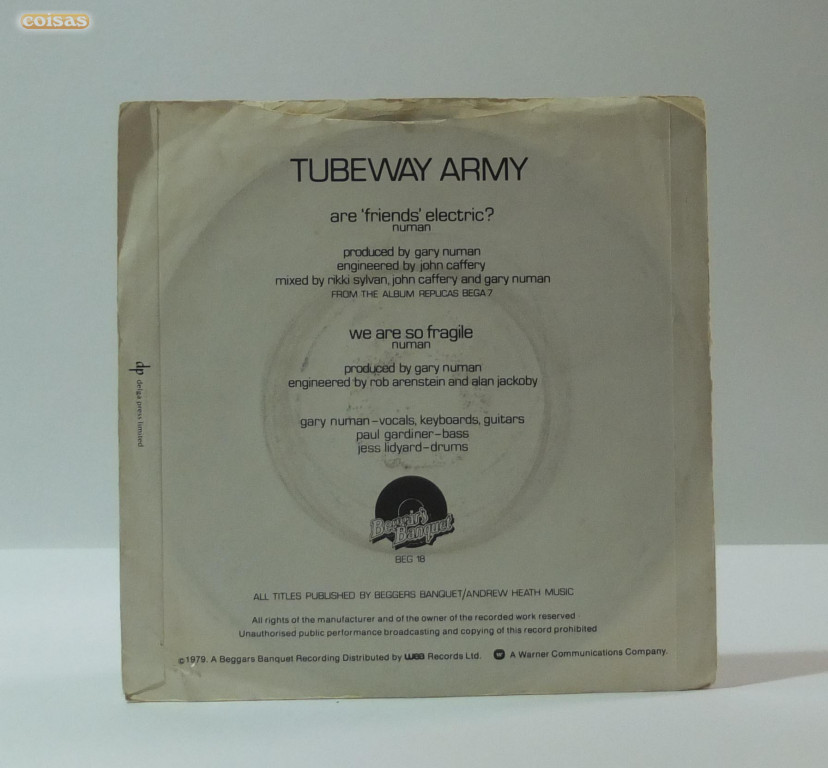 coisas
TUBEWAY ARMY
are 'friends' electric?
numan
produced by gary numan
engineered by john caffery
mixed by rikki sylvan, john caffery and gary numan
FROM THE ALBUM REPLICAS BEGA 7
we are so fragile
numan
produced by gary numan
engineered by rob arenstein and alan jackoby
gary numan–vocals, keyboards, guitars
paul gardiner–bass
jess lidyard–drums
dp delga press limited
Beggars
Banquet
BEG 18
ALL TITLES PUBLISHED BY BEGGERS BANQUET/ANDREW HEATH MUSIC
All rights of the manufacturer and of the owner of the recorded work reserved
Unauthorised public performance broadcasting and copying of this record prohibited
©1979. A Beggars Banquet Recording Distributed by wea Records Ltd. W A Warner Communications Company.